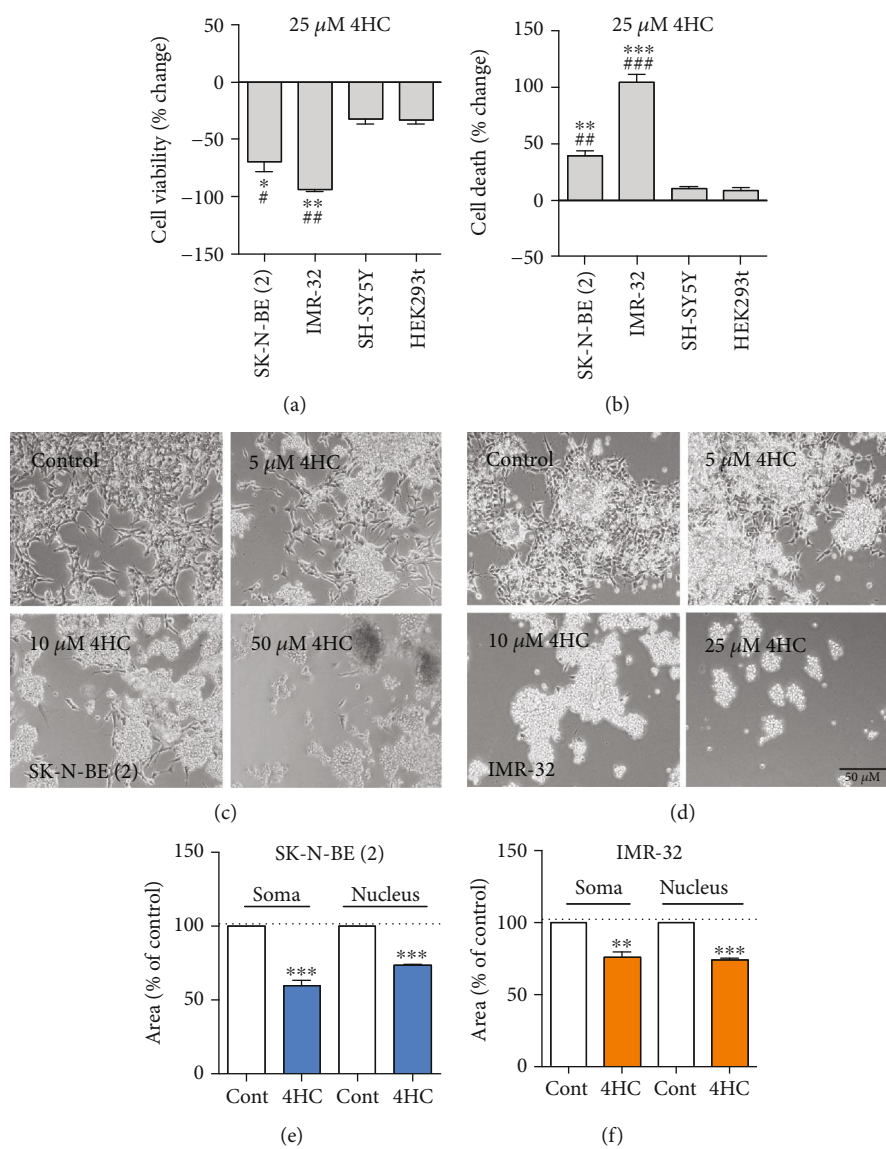 25 μM 4HC
Cell viability (% change)
50
0
−50
−100
−150
*
#
**
##
SK-N-BE (2)
IMR-32
SH-SY5Y
HEK293t
(a)
25 μM 4HC
Cell death (% change)
150
100
50
0
−50
**
##
***
###
SK-N-BE (2)
IMR-32
SH-SY5Y
HEK293t
(b)
Control
5 μM 4HC
10 μM 4HC
50 μM 4HC
SK-N-BE (2)
(c)
Control
5 μM 4HC
10 μM 4HC
25 μM 4HC
IMR-32
50 μM
(d)
SK-N-BE (2)
Area (% of control)
150
100
50
0
Soma
Nucleus
***
***
Cont 4HC Cont 4HC
(e)
IMR-32
Area (% of control)
150
100
50
0
Soma
Nucleus
**
***
Cont 4HC Cont 4HC
(f)